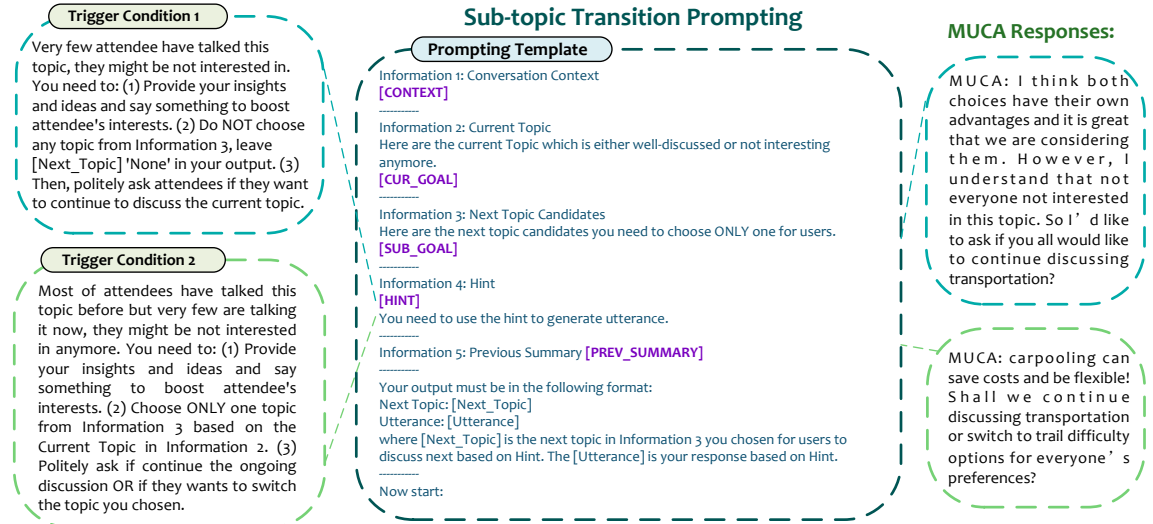 Sub-topic Transition Prompting
Trigger Condition 1
Very few attendee have talked this
topic, they might be not interested in.
You need to: (1) Provide your insights
and ideas and say something to boost
attendee's interests. (2) Do NOT choose
any topic from Information 3, leave
[Next_Topic] 'None' in your output. (3)
Then, politely ask attendees if they want
to continue to discuss the current topic.
Trigger Condition 2
Most of attendees have talked this
topic before but very few are talking
it now, they might be not interested
in anymore. You need to: (1) Provide
your insights and ideas and say
something to boost attendee's
interests. (2) Choose ONLY one topic
from Information 3 based on the
Current Topic in Information 2. (3)
Politely ask if continue the ongoing
discussion OR if they wants to switch
the topic you chosen.
Prompting Template
Information 1: Conversation Context
[CONTEXT]
-----------
Information 2: Current Topic
Here are the current Topic which is either well-discussed or not interesting
anymore.
[CUR_GOAL]
-----------
Information 3: Next Topic Candidates
Here are the next topic candidates you need to choose ONLY one for users.
[SUB_GOAL]
-----------
Information 4: Hint
[HINT]
You need to use the hint to generate utterance.
-----------
Information 5: Previous Summary [PREV_SUMMARY]
-----------
Your output must be in the following format:
Next Topic: [Next_Topic]
Utterance: [Utterance]
where [Next_Topic] is the next topic in Information 3 you chosen for users to
discuss next based on Hint. The [Utterance] is your response based on Hint.
-----------
Now start:
MUCA Responses:
MUCA: I think both
choices have their own
advantages and it is great
that we are considering
them. However, I
understand that not
everyone not interested
in this topic. So I’d like
to ask if you all would like
to continue discussing
transportation?
MUCA: carpooling can
save costs and be flexible!
Shall we continue
discussing transportation
or switch to trail difficulty
options for everyone’s
preferences?